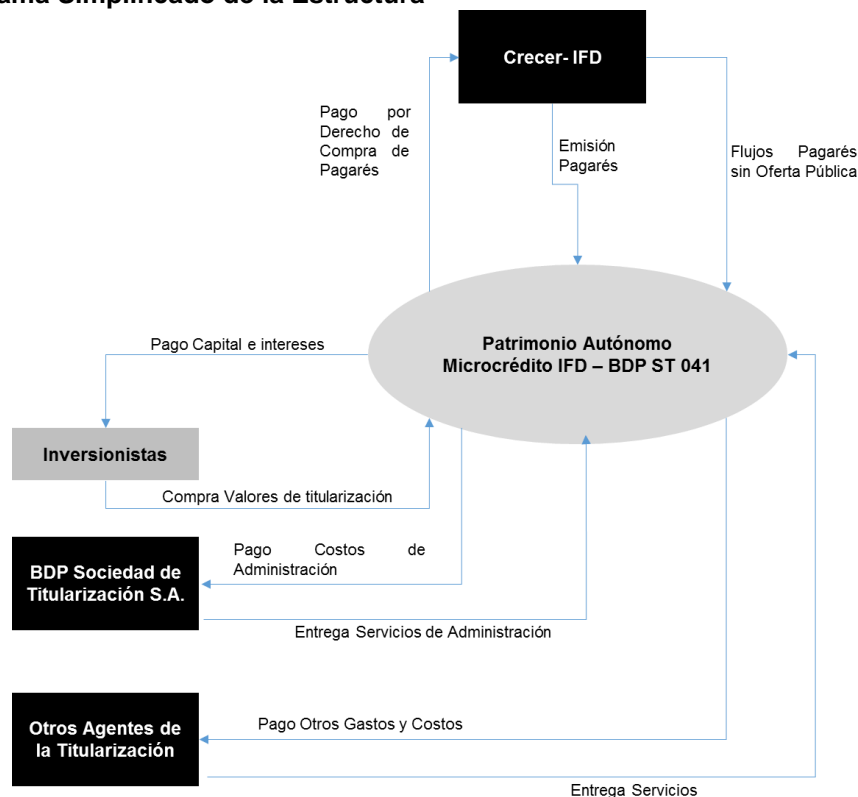 Simplificado de la Estructura
Crecer- IFD
Pago por
Derecho de
Compra de
Pagarés
Emisión
Pagarés
Flujos Pagarés
sin Oferta Pública
Patrimonio Autónomo
Microcrédito IFD – BDP ST 041
Pago Capital e intereses
Inversionistas
Compra Valores de titularización
Pago Costos de
Administración
BDP Sociedad de
Titularización S.A.
Entrega Servicios de Administración
Otros Agentes de
la Titularización
Pago Otros Gastos y Costos
Entrega Servicios